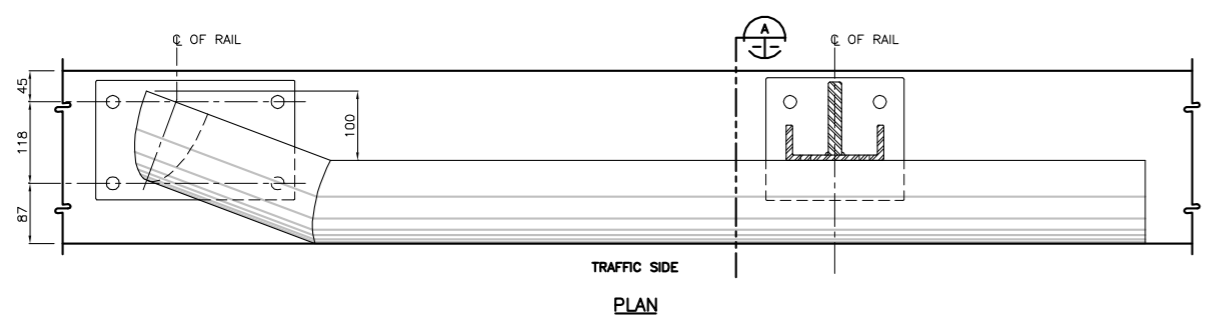 A
℄ OF RAIL
℄ OF RAIL
45
118
87
100
TRAFFIC SIDE
PLAN